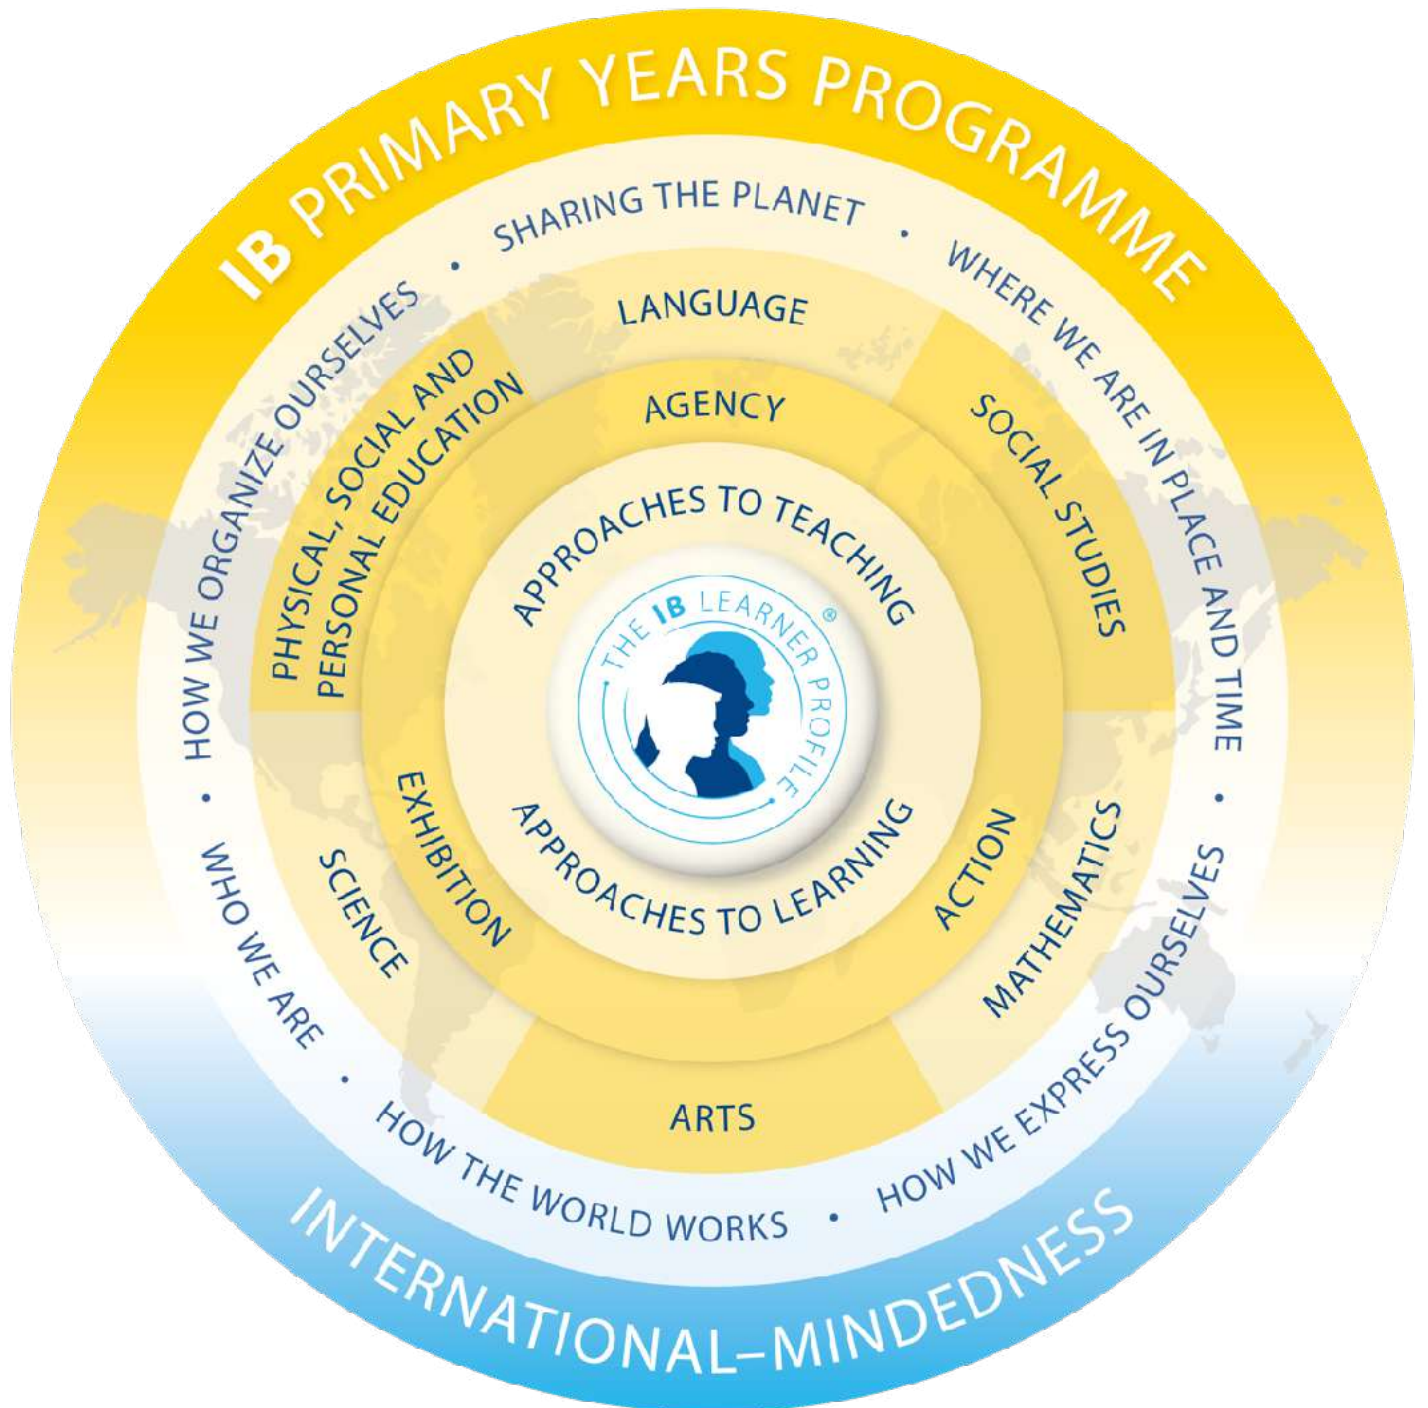 IB PRIMARY YEARS PROGRAMME
SHARING THE PLANET
•
WHERE WE ARE IN PLACE AND TIME
•
HOW WE EXPRESS OURSELVES
•
HOW THE WORLD WORKS
•
WHO WE ARE
•
HOW WE ORGANIZE OURSELVES
•
LANGUAGE
SOCIAL STUDIES
MATHEMATICS
ARTS
SCIENCE
PHYSICAL, SOCIAL AND
PERSONAL EDUCATION
AGENCY
ACTION
EXHIBITION
APPROACHES TO TEACHING
THE IB LEARNER PROFILE ®
APPROACHES TO LEARNING
INTERNATIONAL–MINDEDNESS